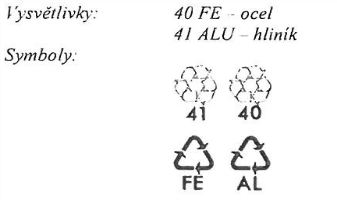 Vysvětlivky: 40 FE – ocel
41 ALU – hliník
Symboly:
41 40
FE AL